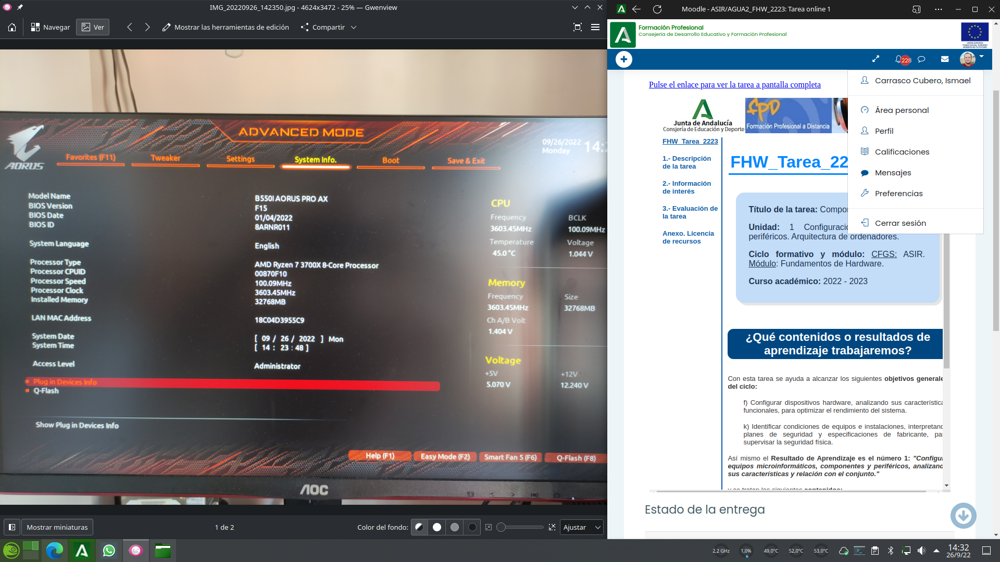 IMG_20220926_142350.jpg - 4624x3472 - 25% — Gwenview
Navegar
Ver
Mostrar las herramientas de edición
Compartir
ADVANCED MODE
09/26/2022
Monday
14:
AORUS
Favorites (F11)
Tweaker
Settings
System Info.
Boot
Save & Exit
Model Name
B550I AORUS PRO AX
BIOS Version
F15
BIOS Date
01/04/2022
BIOS ID
8ARNR011
System Language
English
Processor Type
AMD Ryzen 7 3700X 8-Core Processor
Processor CPUID
00870F10
Processor Speed
100.09MHz
Processor Clock
3603.45MHz
Installed Memory
32768MB
LAN MAC Address
18C04D3955C9
System Date
[ 09 / 26 / 2022 ] Mon
System Time
[ 14 : 23 : 48 ]
Access Level
Administrator
Plug in Devices Info
Q-Flash
Show Plug in Devices Info
CPU
Frequency
BCLK
3603.45MHz
100.09MHz
Temperature
Voltage
45.0 °C
1.044 V
Memory
Frequency
Size
3603.45MHz
32768MB
Ch A/B Volt
1.404 V
Voltage
+5V
+12V
5.070 V
12.240 V
Help (F1)
Easy Mode (F2)
Smart Fan 5 (F6)
Q-Flash (F8)
AOC
Mostrar miniaturas
1 de 2
Color del fondo:
Ajustar
Moodle - ASIR/AGUA2_FHW_2223: Tarea online 1
Formación Profesional
Consejería de Desarrollo Educativo y Formación Profesional
228
Pulse el enlace para ver la tarea a pantalla completa
Junta de Andalucía
Consejería de Educación y Deporte
fpD
Formación Profesional a Distancia
Carrasco Cubero, Ismael
Área personal
Perfil
Calificaciones
Mensajes
Preferencias
Cerrar sesión
FHW_Tarea_2223
1.- Descripción
de la tarea
2.- Información
de interés
3.- Evaluación de
la tarea
Anexo. Licencia
de recursos
FHW_Tarea_22
Título de la tarea: Compo
Unidad: 1 Configuraci
periféricos. Arquitectura de ordenadores.
Ciclo formativo y módulo: CFGS: ASIR.
Módulo: Fundamentos de Hardware.
Curso académico: 2022 - 2023
¿Qué contenidos o resultados de
aprendizaje trabajaremos?
Con esta tarea se ayuda a alcanzar los siguientes objetivos generale
del ciclo:
f) Configurar dispositivos hardware, analizando sus característica
funcionales, para optimizar el rendimiento del sistema.
k) Identificar condiciones de equipos e instalaciones, interpretand
planes de seguridad y especificaciones de fabricante, pa
supervisar la seguridad física.
Así mismo el Resultado de Aprendizaje es el número 1: "Configur
equipos microinformáticos, componentes y periféricos, analizand
sus características y relación con el conjunto."
y se tratan los siguientes contenidos:
Estado de la entrega
2,2 GHz
1,0%
49,0°C
52,0°C
53,0°C
14:32
26/9/22